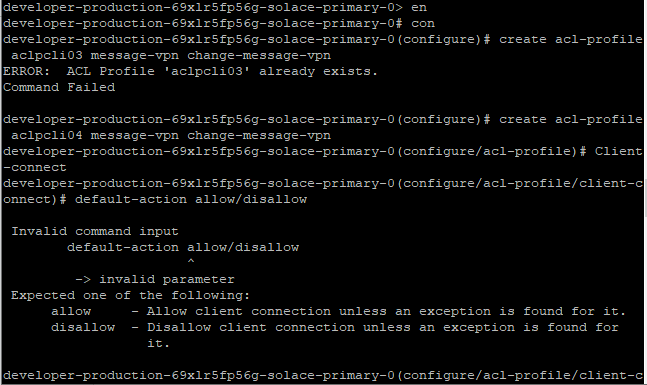 developer-production-69xlr5fp56g-solace-primary-0> en
developer-production-69xlr5fp56g-solace-primary-0# con
developer-production-69xlr5fp56g-solace-primary-0(configure)# create acl-profile
aclpcli03 message-vpn change-message-vpn
ERROR:  ACL Profile 'aclpcli03' already exists.
Command Failed
developer-production-69xlr5fp56g-solace-primary-0(configure)# create acl-profile
aclpcli04 message-vpn change-message-vpn
developer-production-69xlr5fp56g-solace-primary-0(configure/acl-profile)# Client
-connect
developer-production-69xlr5fp56g-solace-primary-0(configure/acl-profile/client-c
onnect)# default-action allow/disallow
Invalid command input
default-action allow/disallow
^
-> invalid parameter
Expected one of the following:
allow     - Allow client connection unless an exception is found for it.
disallow  - Disallow client connection unless an exception is found for
it.
developer-production-69xlr5fp56g-solace-primary-0(configure/acl-profile/client-c